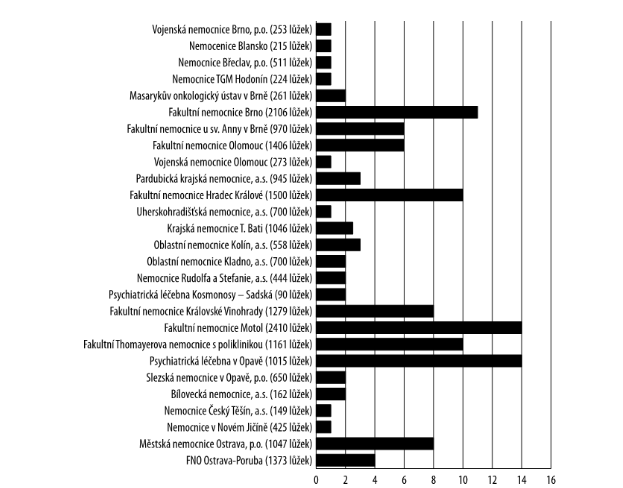 Vojenská nemocnice Brno, p.o. (253 lůžek)
Nemocenice Blansko (215 lůžek)
Nemocnice Břeclav, p.o. (511 lůžek)
Nemocnice TGM Hodonín (224 lůžek)
Masarykův onkologický ústav v Brně (261 lůžek)
Fakultní nemocnice Brno (2106 lůžek)
Fakultní nemocnice u sv. Anny v Brně (970 lůžek)
Fakultní nemocnice Olomouc (1406 lůžek)
Vojenská nemocnice Olomouc (273 lůžek)
Pardubická krajská nemocnice, a.s. (945 lůžek)
Fakultní nemocnice Hradec Králové (1500 lůžek)
Uherskohradišťská nemocnice, a.s. (700 lůžek)
Krajská nemocnice T. Bati (1046 lůžek)
Oblastní nemocnice Kolín, a.s. (558 lůžek)
Oblastní nemocnice Kladno, a.s. (700 lůžek)
Nemocnice Rudolfa a Stefanie, a.s. (444 lůžek)
Psychiatrická léčebna Kosmonosy – Sadská (90 lůžek)
Fakultní nemocnice Královské Vinohrady (1279 lůžek)
Fakultní nemocnice Motol (2410 lůžek)
Fakultní Thomayerova nemocnice s poliklinikou (1161 lůžek)
Psychiatrická léčebna v Opavě (1015 lůžek)
Slezská nemocnice v Opavě, p.o. (650 lůžek)
Bílovecká nemocnice, a.s. (162 lůžek)
Nemocnice Český Těšín, a.s. (149 lůžek)
Nemocnice v Novém Jičíně (425 lůžek)
Městská nemocnice Ostrava, p.o. (1047 lůžek)
FNO Ostrava-Poruba (1373 lůžek)
0 2 4 6 8 10 12 14 16